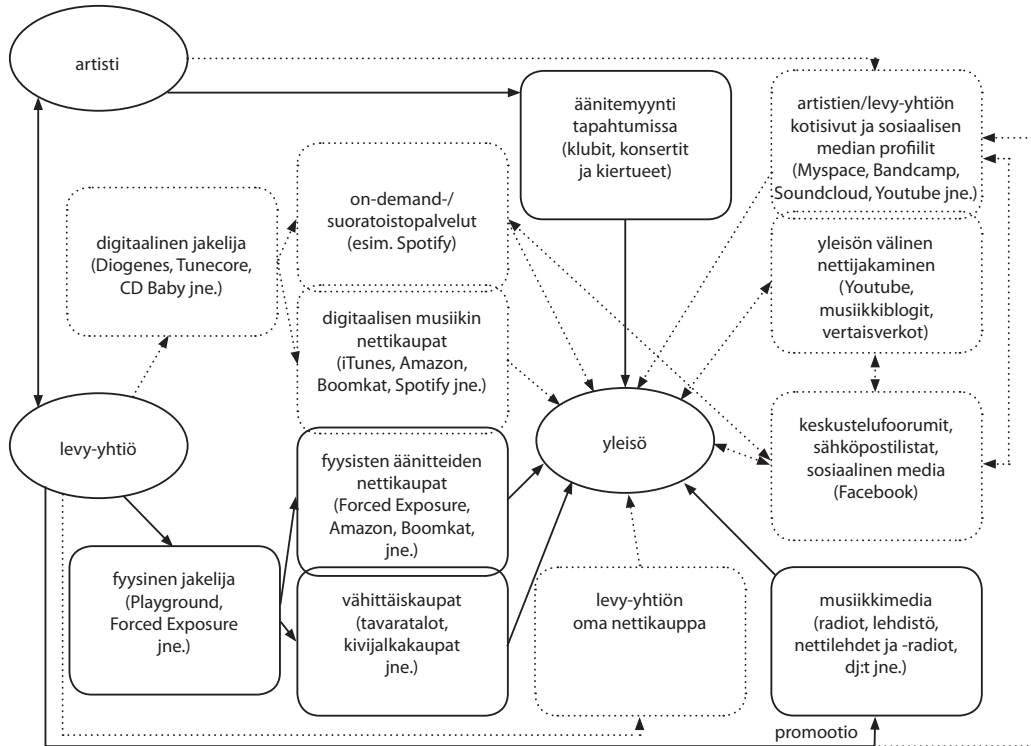 artisti
äänitemyynti
tapahtumissa
(klubit, konsertit
ja kiertueet)
artistien/levy-yhtiön
kotisivut ja sosiaalisen
median profiilit
(Myspace, Bandcamp,
Soundcloud, Youtube jne.)
on-demand-/
suoratoistopalvelut
(esim. Spotify)
digitaalinen jakelija
(Diogenes, Tunecore,
CD Baby jne.)
yleisön välinen
nettijakaminen
(Youtube,
musiikkiblogit,
vertaisverkot)
digitaalisen musiikin
nettikaupat
(iTunes, Amazon,
Boomkat, Spotify jne.)
levy-yhtiö
yleisö
keskustelufoorumit,
sähköpostilistat,
sosiaalinen media
(Facebook)
fyysisten äänitteiden
nettikaupat
(Forced Exposure,
Amazon, Boomkat,
jne.)
fyysinen jakelija
(Playground,
Forced Exposure
jne.)
vähittäiskaupat
(tavaratalot,
kivijalkakaupat
jne.)
levy-yhtiön
oma nettikauppa
musiikkimedia
(radiot, lehdistö,
nettilehdet ja -radiot,
dj:t jne.)
promootio